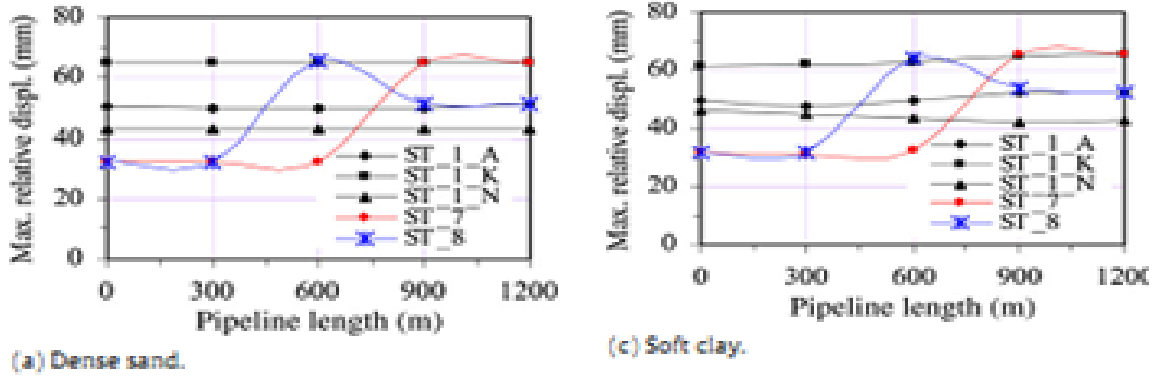 Max. relative displ. (mm)
80
60
40
20
0
ST_1_A
ST_1_K
ST_1_Z
ST_7
ST_8
0 300 600 900 1200
Pipeline length (m)
(a) Dense sand.
Max. relative displ. (mm)
80
60
40
20
0
ST_1_A
ST_1_K
ST_1_Z
ST_7
ST_8
0 300 600 900 1200
Pipeline length (m)
(c) Soft clay.